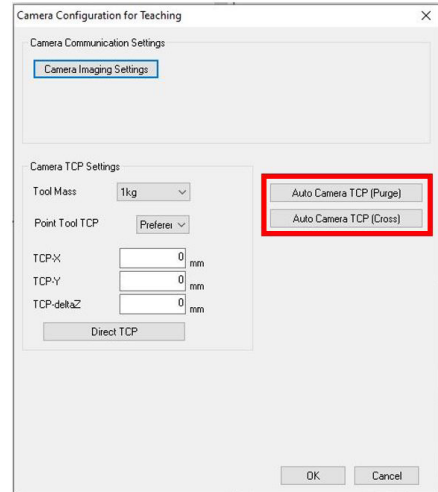 Camera Configuration for Teaching
Camera Communication Settings
Camera Imaging Settings
Camera TCP Settings
Tool Mass 1kg
Point Tool TCP Preferer
TCP-X 0 mm
TCP-Y 0 mm
TCP-deltaZ 0 mm
Direct TCP
Auto Camera TCP (Purge)
Auto Camera TCP (Cross)
OK Cancel